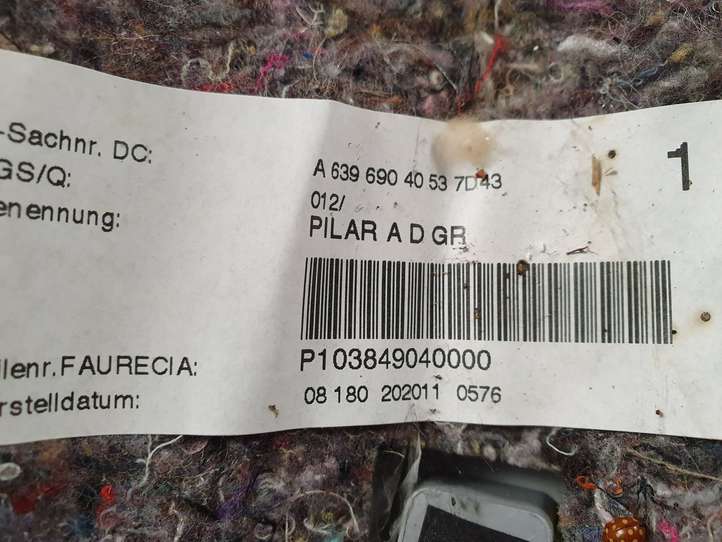 -Sachnr. DC: A 639 690 40 53 7D43 1
GS/Q: 012/
enennung: PILAR A D GR
ilenr.FAURECIA: P103849040000
rstelldatum: 08 180 202011 0576